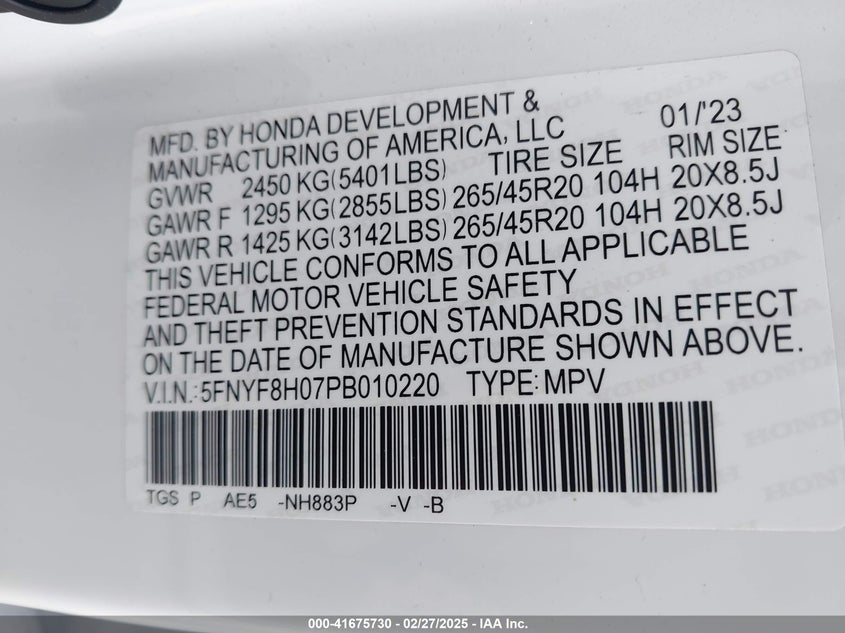 MFD. BY HONDA DEVELOPMENT & 01/'23
MANUFACTURING OF AMERICA, LLC
GVWR 2450 KG(5401LBS) TIRE SIZE RIM SIZE
GAWR F 1295 KG(2855LBS) 265/45R20 104H 20X8.5J
GAWR R 1425 KG(3142LBS) 265/45R20 104H 20X8.5J
THIS VEHICLE CONFORMS TO ALL APPLICABLE
FEDERAL MOTOR VEHICLE SAFETY
AND THEFT PREVENTION STANDARDS IN EFFECT
ON THE DATE OF MANUFACTURE SHOWN ABOVE.
V.I.N.:5FNYF8H07PB010220 TYPE:MPV
TGS P AE5 -NH883P -V -B
000-41675730 - 02/27/2025 - IAA Inc.